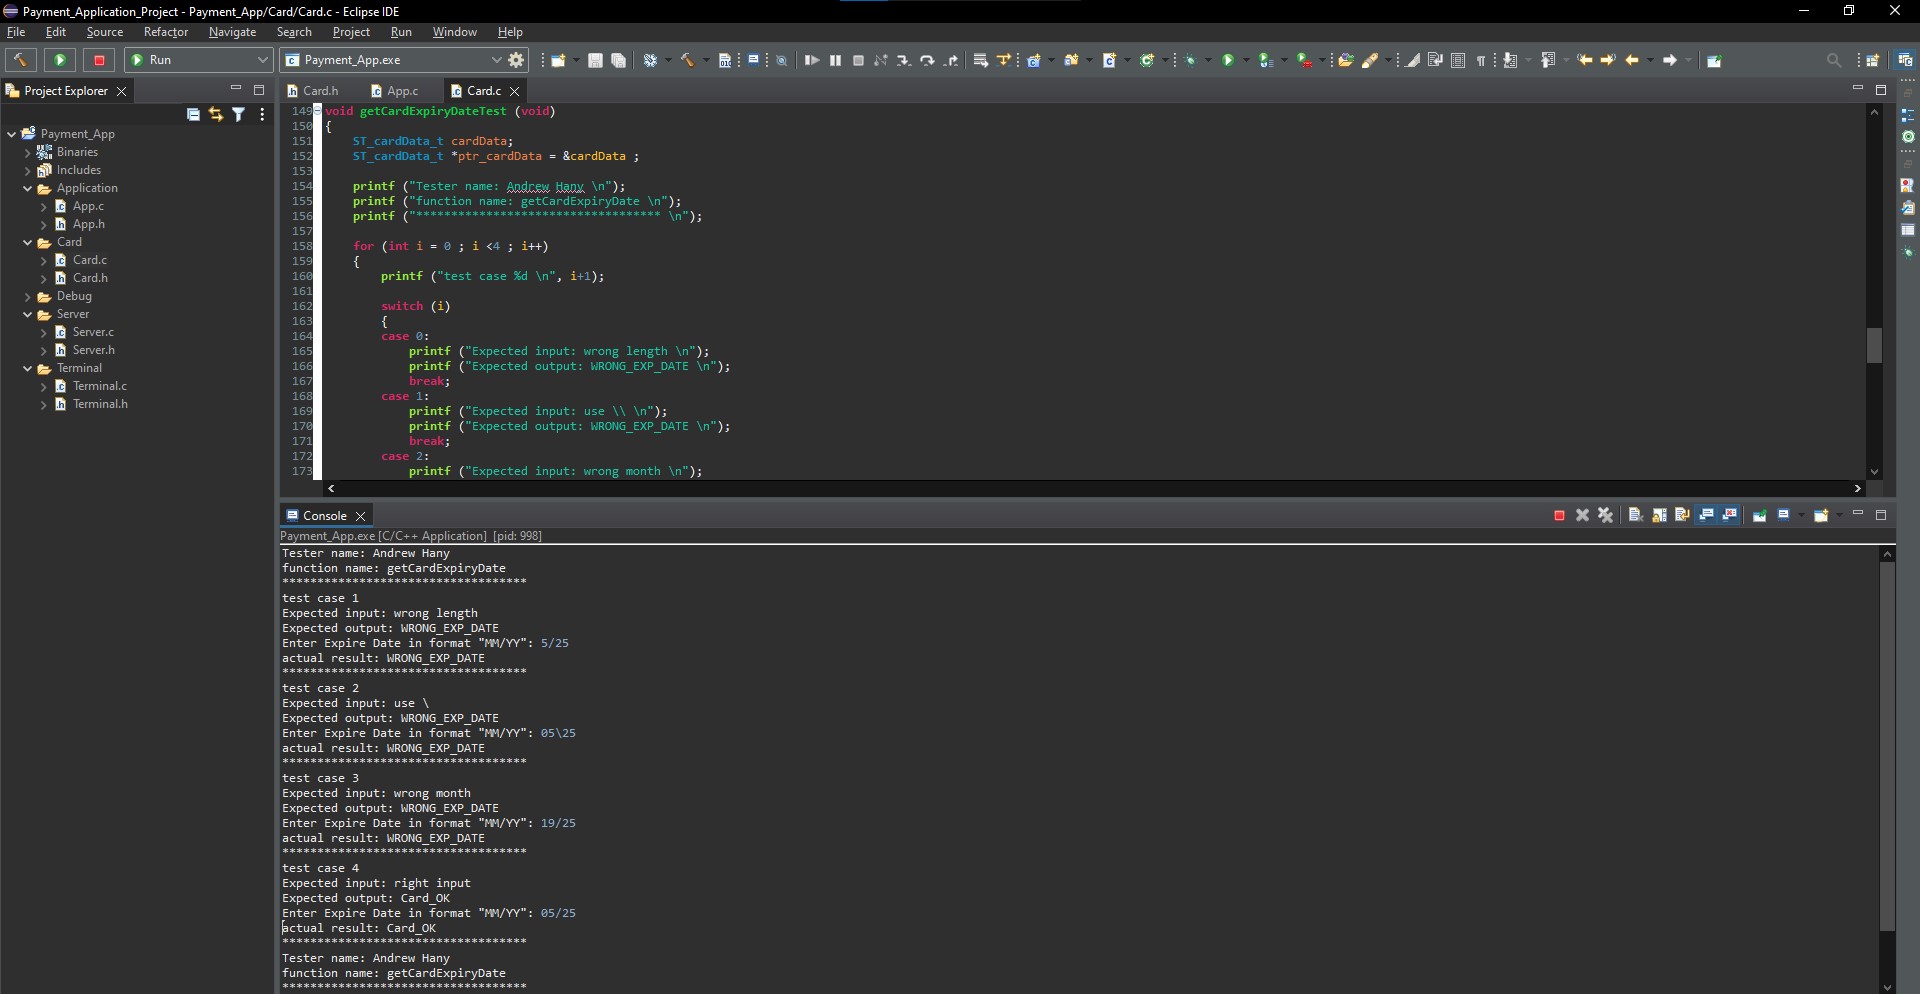 Payment_Application_Project - Payment_App/Card/Card.c - Eclipse IDE
File Edit Source Refactor Navigate Search Project Run Window Help
Run
Payment_App.exe
Project Explorer
Payment_App
Binaries
Includes
Application
App.c
App.h
Card
Card.c
Card.h
Debug
Server
Server.c
Server.h
Terminal
Terminal.c
Terminal.h
Card.h App.c Card.c
149 void getCardExpiryDateTest (void)
150 {
151 ST_cardData_t cardData;
152 ST_cardData_t *ptr_cardData = &cardData ;
153
154 printf ("Tester name: Andrew Hany \n");
155 printf ("function name: getCardExpiryDate \n");
156 printf ("*********************************** \n");
157
158 for (int i = 0 ; i <4 ; i++)
159 {
160 printf ("test case %d \n", i+1);
161
162 switch (i)
163 {
164 case 0:
165 printf ("Expected input: wrong length \n");
166 printf ("Expected output: WRONG_EXP_DATE \n");
167 break;
168 case 1:
169 printf ("Expected input: use \\ \n");
170 printf ("Expected output: WRONG_EXP_DATE \n");
171 break;
172 case 2:
173 printf ("Expected input: wrong month \n");
Console
Payment_App.exe [C/C++ Application] [pid: 998]
Tester name: Andrew Hany
function name: getCardExpiryDate
***********************************
test case 1
Expected input: wrong length
Expected output: WRONG_EXP_DATE
Enter Expire Date in format "MM/YY": 5/25
actual result: WRONG_EXP_DATE
***********************************
test case 2
Expected input: use \
Expected output: WRONG_EXP_DATE
Enter Expire Date in format "MM/YY": 05\25
actual result: WRONG_EXP_DATE
***********************************
test case 3
Expected input: wrong month
Expected output: WRONG_EXP_DATE
Enter Expire Date in format "MM/YY": 19/25
actual result: WRONG_EXP_DATE
***********************************
test case 4
Expected input: right input
Expected output: Card_OK
Enter Expire Date in format "MM/YY": 05/25
actual result: Card_OK
***********************************
Tester name: Andrew Hany
function name: getCardExpiryDate
***********************************